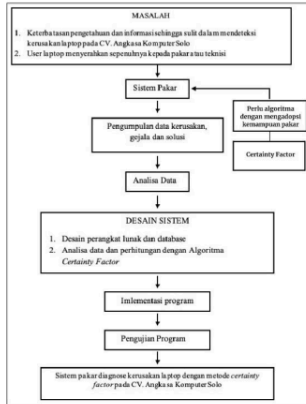 MASALAH
1. Keterbatasan pengetahuan dan informasi sehingga sulit dalam mendeteksi
kerusakan laptop pada CV. Angkasa Komputer Solo
2. User laptop menyerahkan sepenuhnya kepada pakar atau teknisi
Sistem Pakar
Perlu algoritma
dengan mengadopsi
kemampuan pakar
Certainty Factor
Pengumpulan data kerusakan,
gejala dan solusi
Analisa Data
DESAIN SISTEM
1. Desain perangkat lunak dan database
2. Analisa data dan perhitungan dengan Algoritma
Certainty Factor
Imlementasi program
Pengujian Program
Sistem pakar diagnose kerusakan laptop dengan metode certainty
factor pada CV. Angkasa Komputer Solo